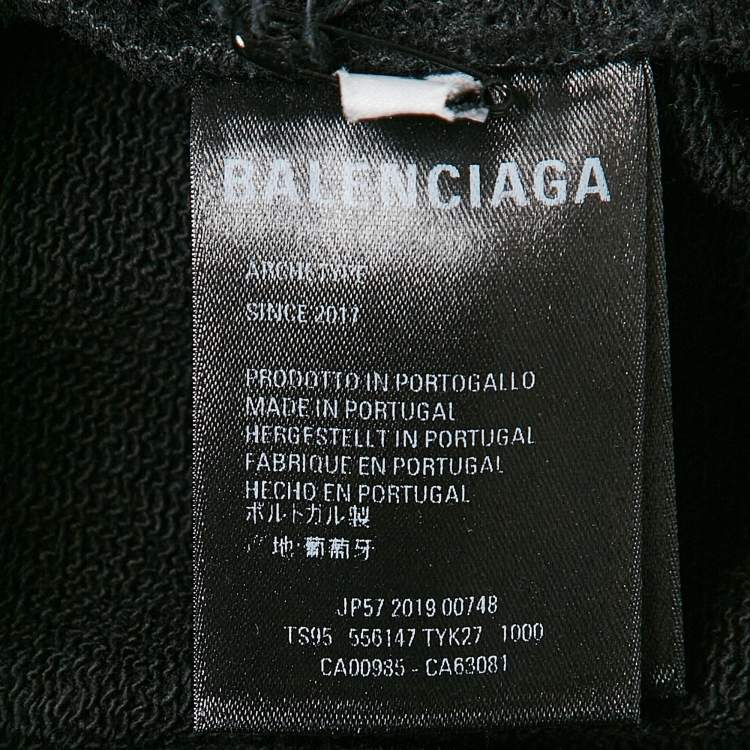 BALENCIAGA
ARCHETYPE
SINCE 2017
PRODOTTO IN PORTOGALLO
MADE IN PORTUGAL
HERGESTELLT IN PORTUGAL
FABRIQUE EN PORTUGAL
HECHO EN PORTUGAL
ポルトガル製
产地:葡萄牙
JP57 2019 00748
TS95 556147 TYK27 1000
CA00985 - CA63081